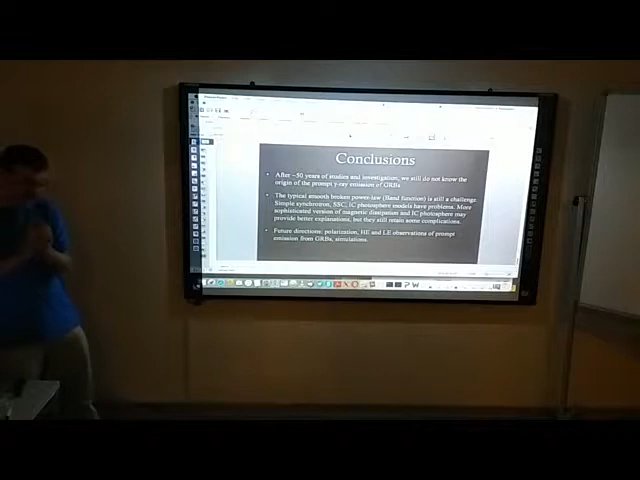 Conclusions
• After ~50 years of studies and investigation, we still do not know the
origin of the prompt γ-ray emission of GRBs
• The typical smooth broken power-law (Band function) is still a challenge
Simple synchrotron, SSC, IC photosphere models have problems. More
sophisticated version of magnetic dissipation and IC photosphere may
provide better explanations, but they still retain some complications.
• Future directions: polarization, HE and LE observations of prompt
emission from GRBs, simulations.